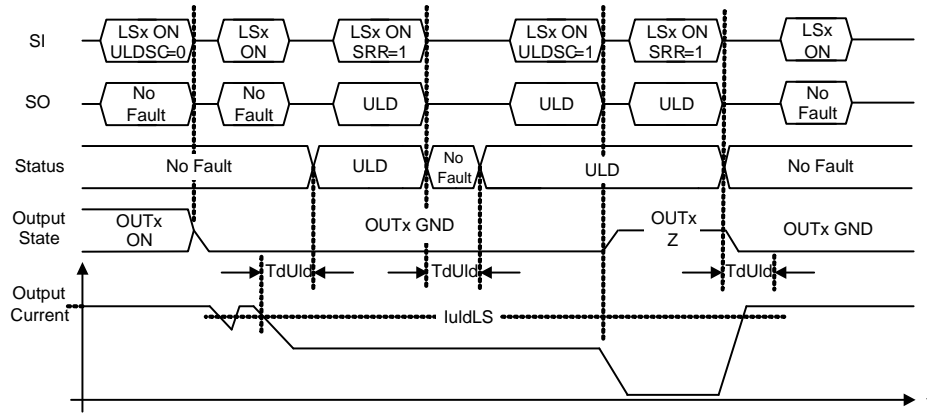 SI
LSx ON
ULDSC=0
LSx
ON
LSx ON
SRR=1
LSx ON
ULDSC=1
LSx ON
SRR=1
LSx
ON
SO
No
Fault
No
Fault
ULD
ULD
ULD
No
Fault
Status
No Fault
ULD
No
Fault
ULD
No Fault
Output
State
OUTx
ON
OUTx GND
OUTx
Z
OUTx GND
TdUld
TdUld
TdUld
Output
Current
IuldLS